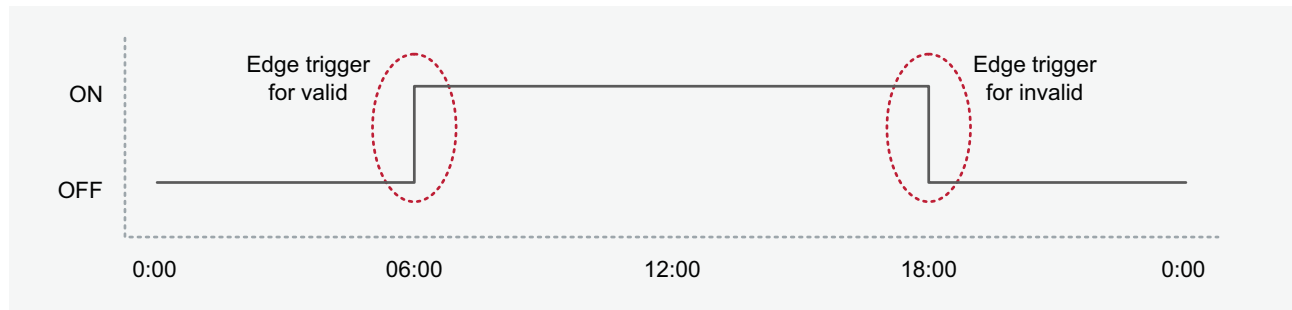 Edge trigger
for valid
Edge trigger
for invalid
ON
OFF
0:00
06:00
12:00
18:00
0:00